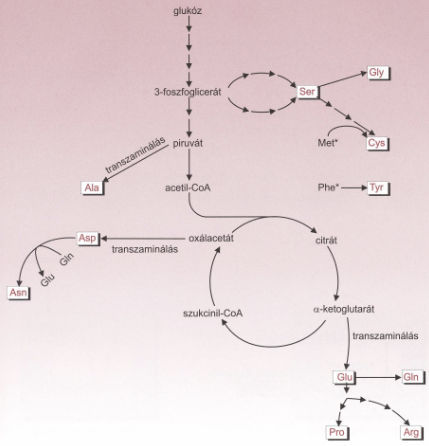 glukóz
Gly
3-foszfoglicerát
Ser
Met*
Cys
piruvát
transzaminálás
Ala
acetil-CoA
Phe*
Tyr
Asp
oxálacetát
citrát
transzaminálás
Gln
Glu
Asn
szukcinil-CoA
α-ketoglutarát
transzaminálás
Glu
Gln
Pro
Arg